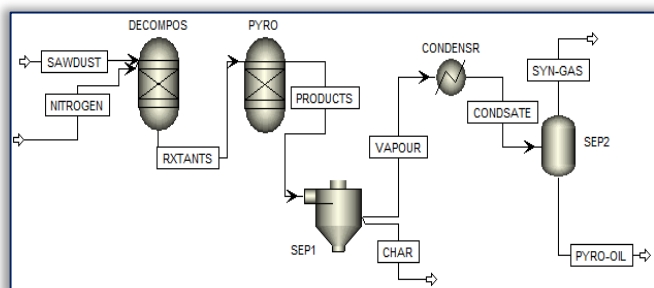 DECOMPOS
PYRO
CONDENSR
SYN-GAS
SAWDUST
NITROGEN
PRODUCTS
CONDSATE
SEP2
RXTANTS
VAPOUR
SEP1
CHAR
PYRO-OIL